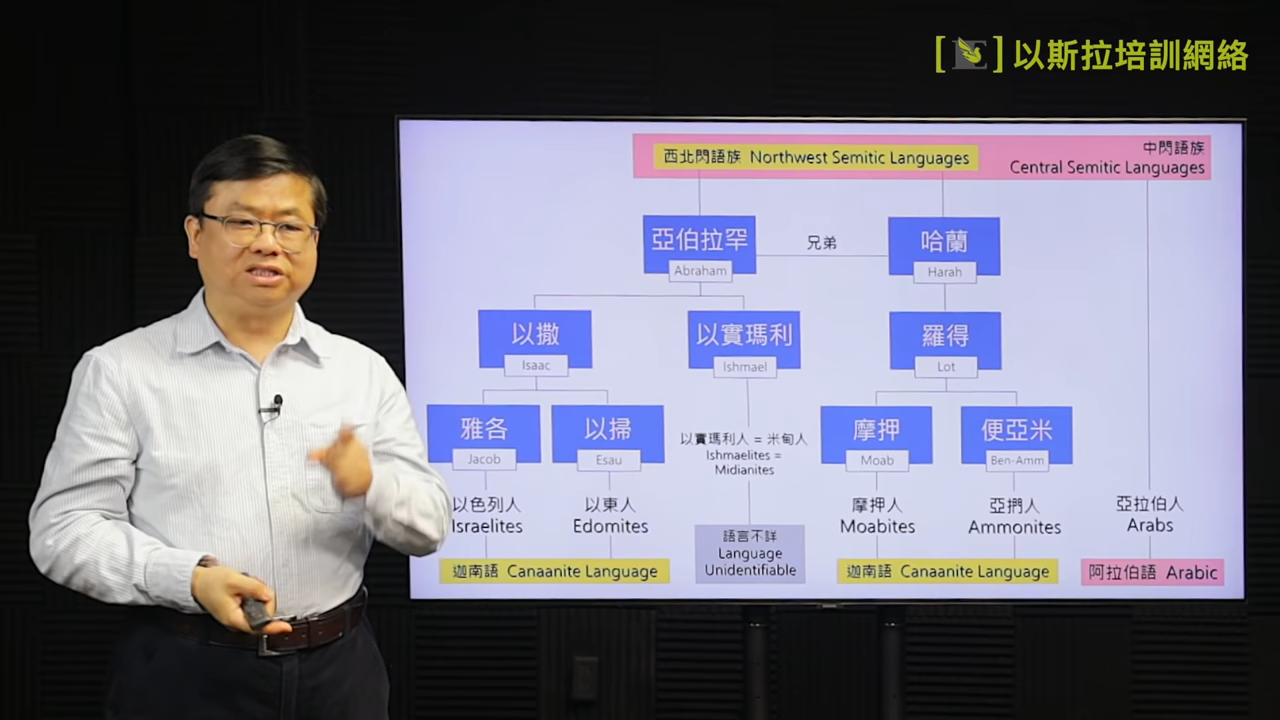 [E] 以斯拉培訓網絡
西北閃語族 Northwest Semitic Languages
中閃語族
Central Semitic Languages
亞伯拉罕
Abraham
兄弟
哈蘭
Harah
以撒
Isaac
以實瑪利
Ishmael
羅得
Lot
雅各
Jacob
以掃
Esau
以實瑪利人 = 米甸人
Ishmaelites =
Midianites
摩押
Moab
便亞米
Ben-Amm
以色列人
Israelites
以東人
Edomites
語言不詳
Language
Unidentifiable
摩押人
Moabites
亞捫人
Ammonites
亞拉伯人
Arabs
迦南語 Canaanite Language
迦南語 Canaanite Language
阿拉伯語 Arabic